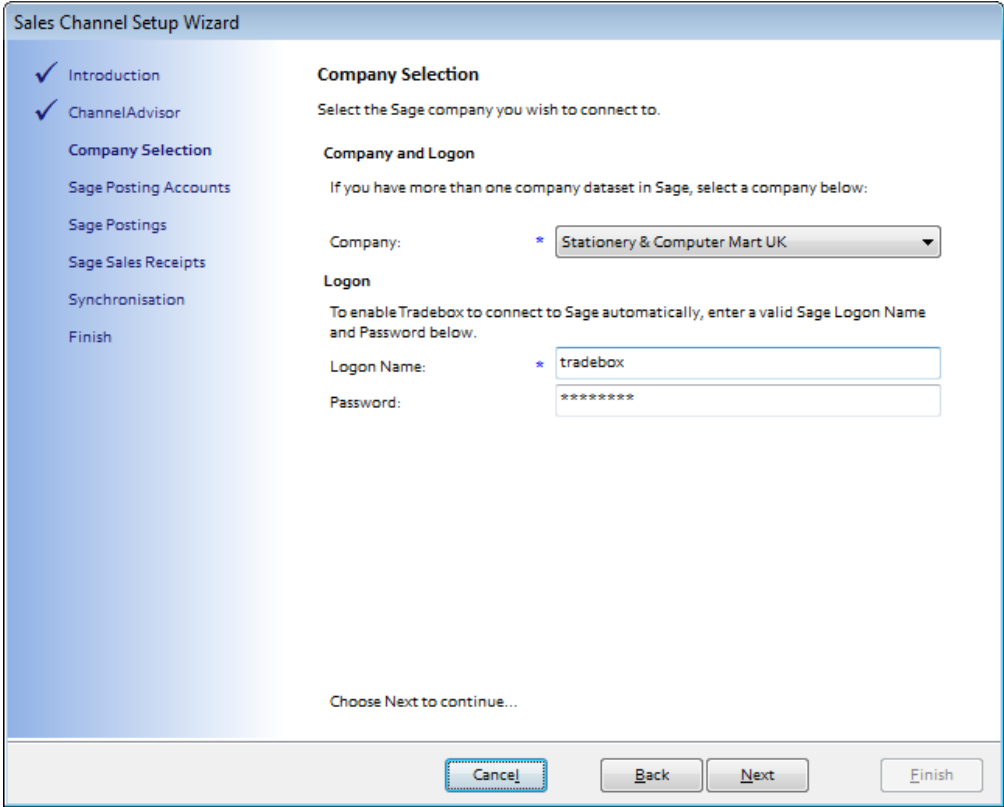 Sales Channel Setup Wizard
Introduction
ChannelAdvisor
Company Selection
Sage Posting Accounts
Sage Postings
Sage Sales Receipts
Synchronisation
Finish
Company Selection
Select the Sage company you wish to connect to.
Company and Logon
If you have more than one company dataset in Sage, select a company below:
Company: * Stationery & Computer Mart UK
Logon
To enable Tradebox to connect to Sage automatically, enter a valid Sage Logon Name
and Password below.
Logon Name: * tradebox
Password: ********
Choose Next to continue...
Cancel Back Next Finish